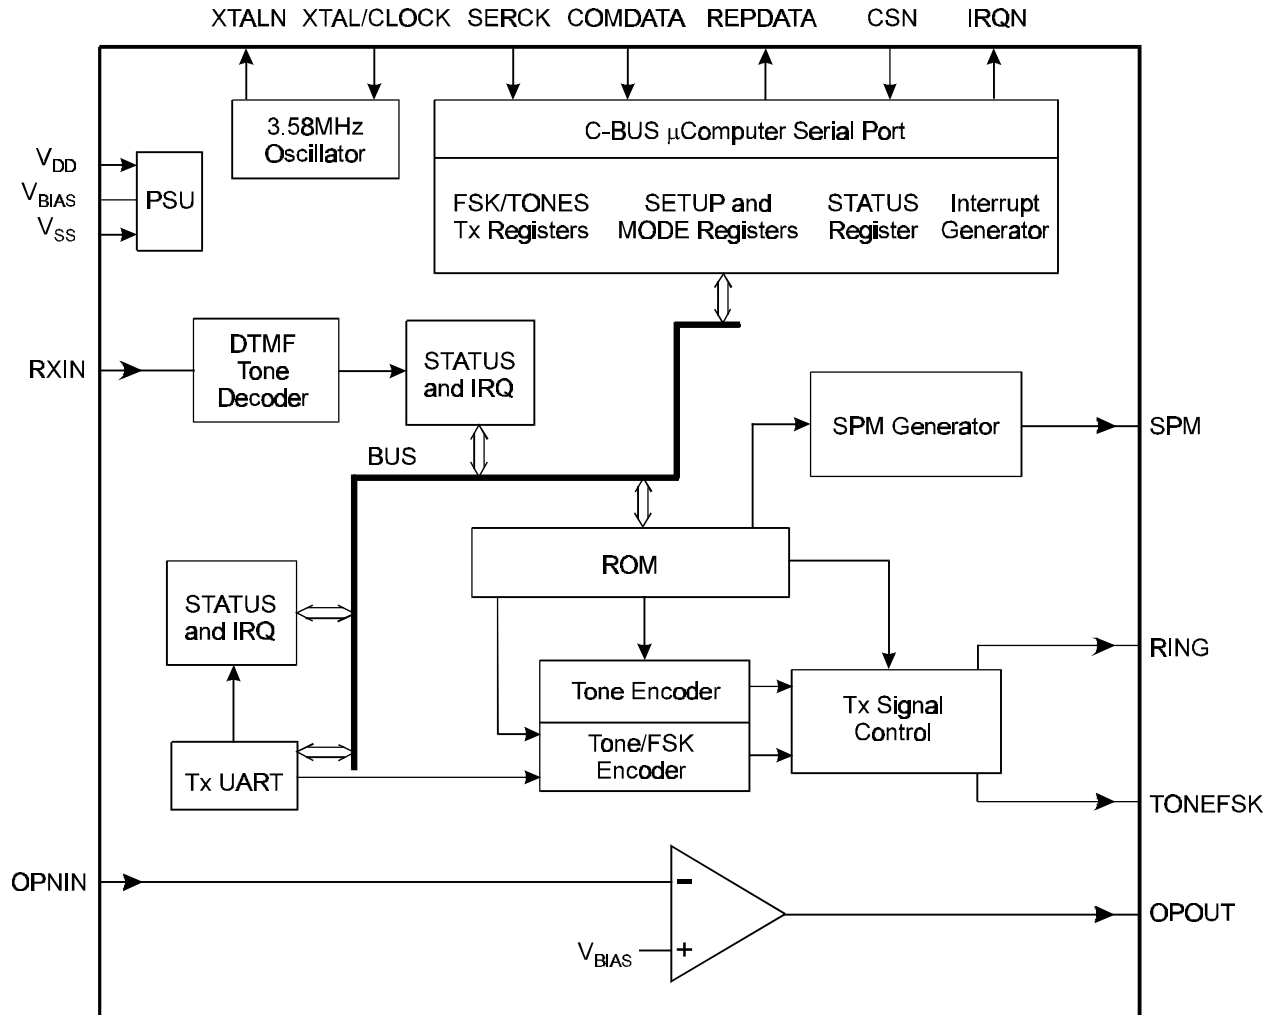 XTALN XTAL/CLOCK SERCK COMDATA REPDATA CSN IRQN
3.58MHz
Oscillator
C-BUS µComputer Serial Port
FSK/TONES
Tx Registers
SETUP and
MODE Registers
STATUS
Register
Interrupt
Generator
VDD
VBIAS
VSS
PSU
RXIN
DTMF
Tone
Decoder
STATUS
and IRQ
BUS
SPM Generator
SPM
ROM
STATUS
and IRQ
Tx UART
Tone Encoder
Tone/FSK
Encoder
Tx Signal
Control
RING
TONEFSK
OPNIN
−
+
VBIAS
OPOUT